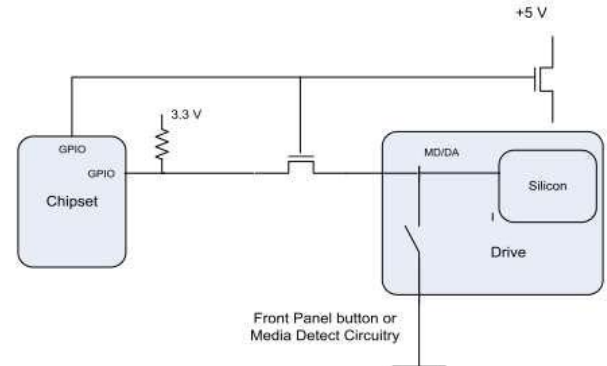 +5 V
3.3 V
GPIO
GPIO
Chipset
MD/DA
Silicon
Drive
Front Panel button or
Media Detect Circuitry